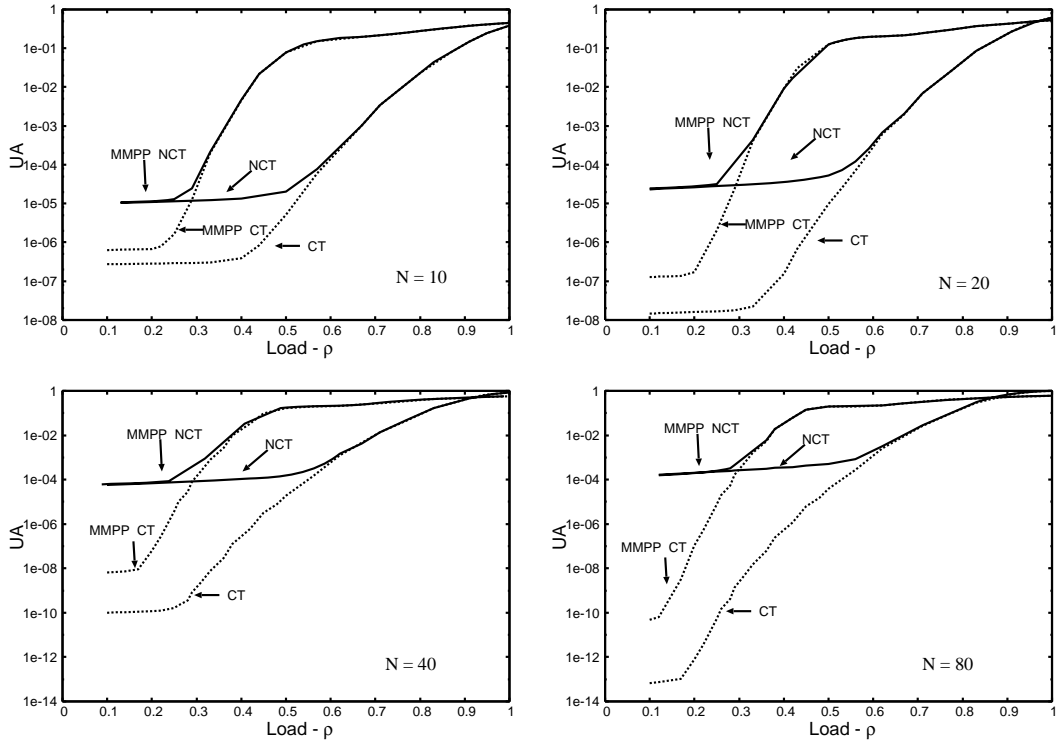 1
1e-01
1e-02
1e-03
1e-04
1e-05
1e-06
1e-07
1e-08
UA
MMPP NCT
NCT
MMPP CT
CT
N = 10
0 0.1 0.2 0.3 0.4 0.5 0.6 0.7 0.8 0.9 1
Load - ρ
1
1e-01
1e-02
1e-03
1e-04
1e-05
1e-06
1e-07
1e-08
UA
MMPP NCT
NCT
MMPP CT
CT
N = 20
0 0.1 0.2 0.3 0.4 0.5 0.6 0.7 0.8 0.9 1
Load - ρ
1
1e-02
1e-04
1e-06
1e-08
1e-10
1e-12
1e-14
UA
MMPP NCT
NCT
MMPP CT
CT
N = 40
0 0.1 0.2 0.3 0.4 0.5 0.6 0.7 0.8 0.9 1
Load - ρ
1
1e-02
1e-04
1e-06
1e-08
1e-10
1e-12
1e-14
UA
MMPP NCT
NCT
MMPP CT
CT
N = 80
0 0.1 0.2 0.3 0.4 0.5 0.6 0.7 0.8 0.9 1
Load - ρ